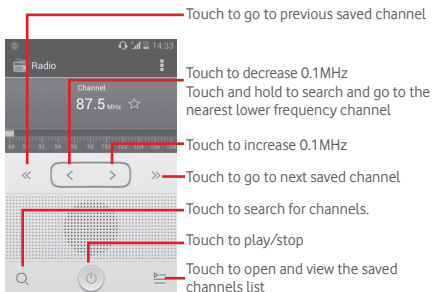 Touch to go to previous saved channel
14:33
Radio
Channel
87.5 MHz
Touch to decrease 0.1MHz
Touch and hold to search and go to the
nearest lower frequency channel
88 90 92 94 96 98 100 102 104 106 108
Touch to increase 0.1MHz
Touch to go to next saved channel
Touch to search for channels.
Touch to play/stop
Touch to open and view the saved
channels list